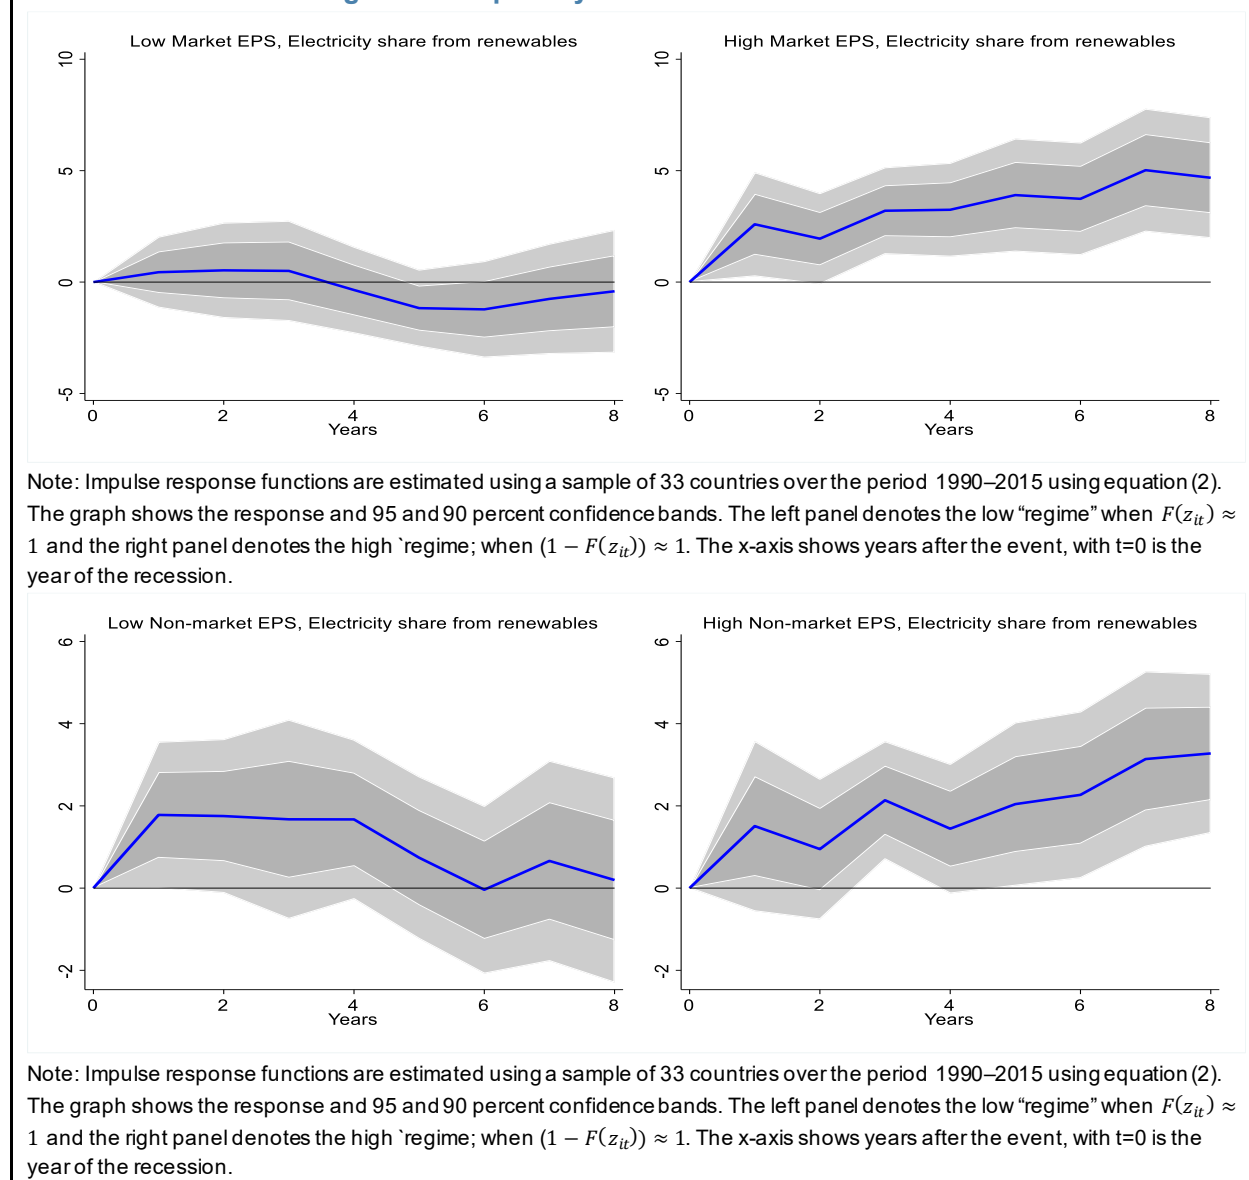 Low Market EPS, Electricity share from renewables
10
5
0
-5
0 2 4 6 8
Years
High Market EPS, Electricity share from renewables
10
5
0
-5
0 2 4 6 8
Years
Note: Impulse response functions are estimated using a sample of 33 countries over the period 1990–2015 using equation (2).
The graph shows the response and 95 and 90 percent confidence bands. The left panel denotes the low “regime” when F(z_it) ≈
1 and the right panel denotes the high `regime; when (1 − F(z_it)) ≈ 1. The x-axis shows years after the event, with t=0 is the
year of the recession.
Low Non-market EPS, Electricity share from renewables
6
4
2
0
-2
0 2 4 6 8
Years
High Non-market EPS, Electricity share from renewables
6
4
2
0
-2
0 2 4 6 8
Years
Note: Impulse response functions are estimated using a sample of 33 countries over the period 1990–2015 using equation (2).
The graph shows the response and 95 and 90 percent confidence bands. The left panel denotes the low “regime” when F(z_it) ≈
1 and the right panel denotes the high `regime; when (1 − F(z_it)) ≈ 1. The x-axis shows years after the event, with t=0 is the
year of the recession.